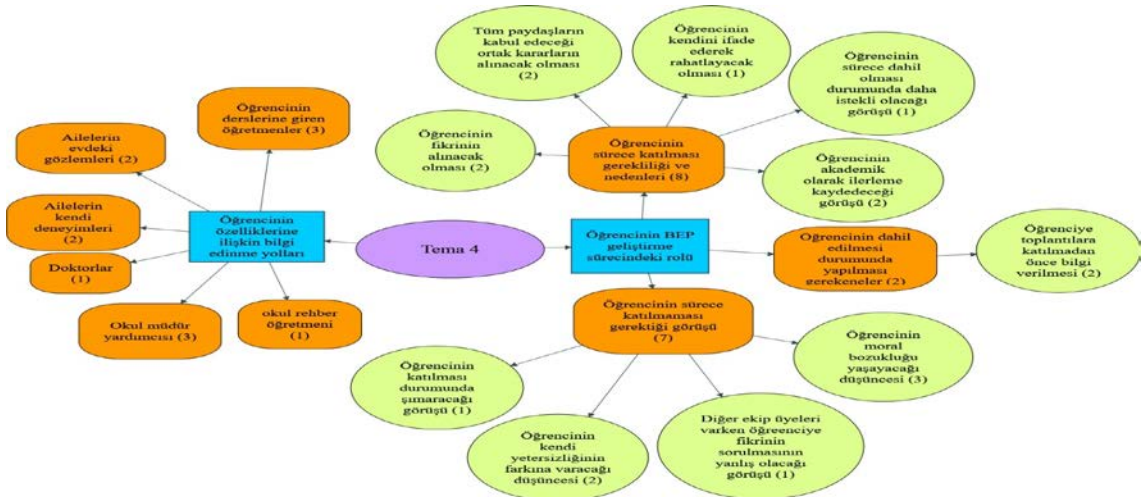 Tüm paydaşların
kabul edeceği
ortak kararların
alınacak olması
(2)
Öğrencinin
kendini ifade
ederek
rahatlayacak
olması (1)
Öğrencinin
sürece dahil
olması
durumunda daha
istekli olacağı
görüşü (1)
Öğrencinin
derslerine giren
öğretmenler (3)
Ailelerin
evdeki
gözlemleri (2)
Öğrencinin
fikrinin
alınacak
olması (2)
Öğrencinin
sürece katılması
gerekliliği ve
nedenleri (8)
Öğrencinin
akademik
olarak ilerleme
kaydedeceği
görüşü (2)
Ailelerin
kendi
deneyimleri
(2)
Öğrencinin
özelliklerine
ilişkin bilgi
edinme yolları
Tema 4
Öğrencinin BEP
geliştirme
sürecindeki rolü
Öğrencinin dahil
edilmesi
durumunda
yapılması
gerekeneler (2)
Öğrenciye
toplantılara
katılmadan
önce bilgi
verilmesi (2)
Doktorlar
(1)
Okul müdür
yardımcısı (3)
okul rehber
öğretmeni
(1)
Öğrencinin sürece
katılmaması
gerektiği görüşü
(7)
Öğrencinin
moral
bozukluğu
yaşayacağı
düşüncesi (3)
Öğrencinin
katılması
durumunda
şımaracağı
görüşü (1)
Öğrencinin
kendi
yetersizliğinin
farkına varacağı
düşüncesi (2)
Diğer ekip üyeleri
varken öğreenciye
fikrinin
sorulmasının
yanlış olacağı
görüşü (1)